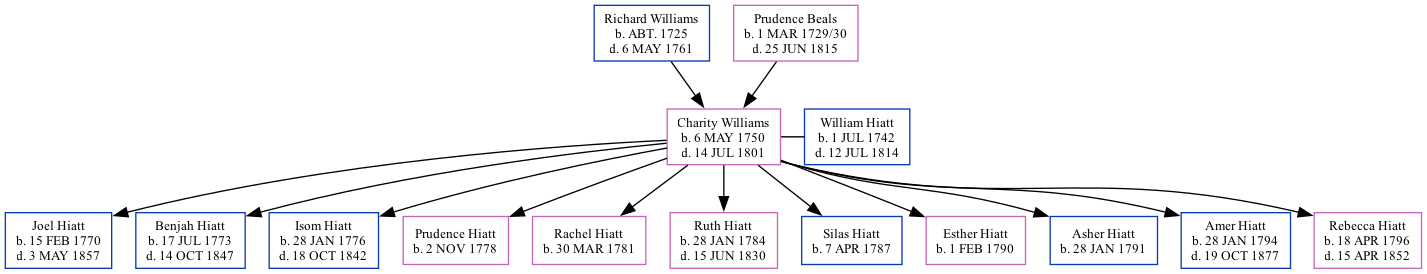 Richard Williams
b. ABT. 1725
d. 6 MAY 1761
Prudence Beals
b. 1 MAR 1729/30
d. 25 JUN 1815
Charity Williams
b. 6 MAY 1750
d. 14 JUL 1801
William Hiatt
b. 1 JUL 1742
d. 12 JUL 1814
Joel Hiatt
b. 15 FEB 1770
d. 3 MAY 1857
Benjah Hiatt
b. 17 JUL 1773
d. 14 OCT 1847
Isom Hiatt
b. 28 JAN 1776
d. 18 OCT 1842
Prudence Hiatt
b. 2 NOV 1778
Rachel Hiatt
b. 30 MAR 1781
Ruth Hiatt
b. 28 JAN 1784
d. 15 JUN 1830
Silas Hiatt
b. 7 APR 1787
Esther Hiatt
b. 1 FEB 1790
Asher Hiatt
b. 28 JAN 1791
Amer Hiatt
b. 28 JAN 1794
d. 19 OCT 1877
Rebecca Hiatt
b. 18 APR 1796
d. 15 APR 1852